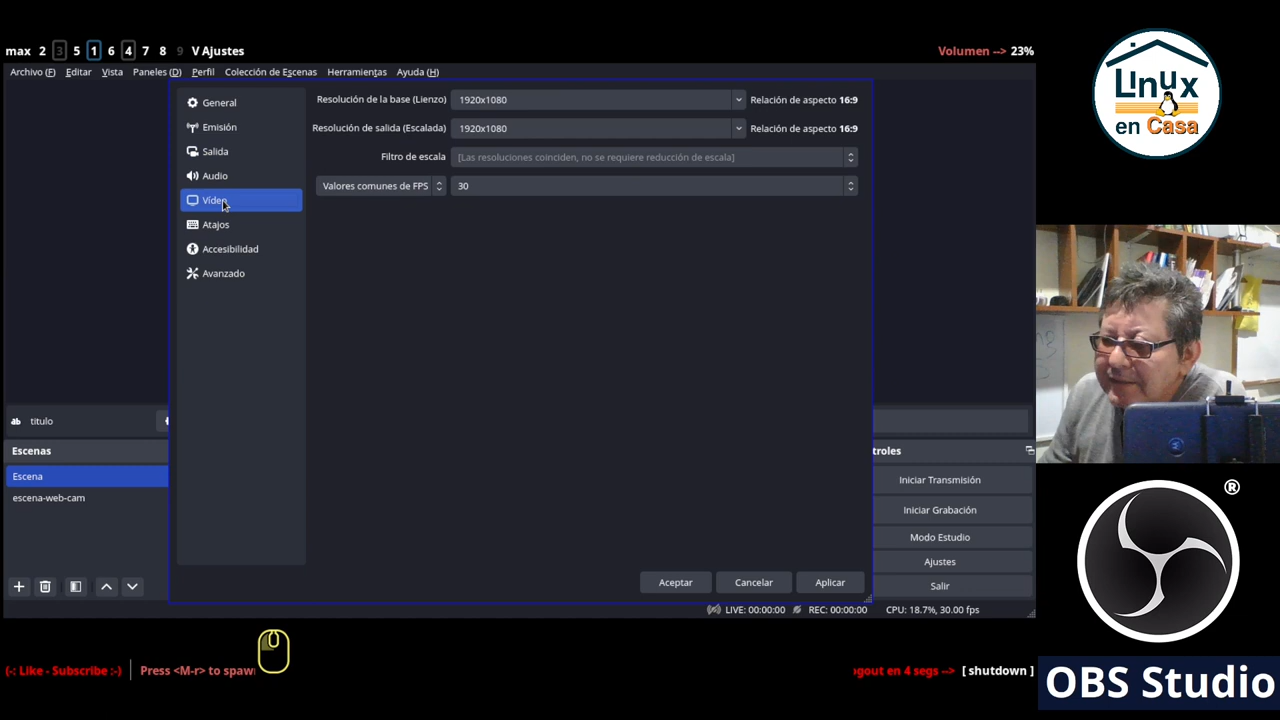 max 2 3 5 1 6 4 7 8 9 V Ajustes
Volumen --> 23%
Archivo (F) Editar Vista Paneles (D) Perfil Colección de Escenas Herramientas Ayuda (H)
General
Emisión
Salida
Audio
Vídeo
Atajos
Accesibilidad
Avanzado
Resolución de la base (Lienzo) 1920x1080 Relación de aspecto 16:9
Resolución de salida (Escalada) 1920x1080 Relación de aspecto 16:9
Filtro de escala [Las resoluciones coinciden, no se requiere reducción de escala]
Valores comunes de FPS 30
ab titulo
Escenas
Escena
escena-web-cam
troles
Iniciar Transmisión
Iniciar Grabación
Modo Estudio
Ajustes
Salir
Aceptar Cancelar Aplicar
LIVE: 00:00:00 REC: 00:00:00 CPU: 18.7%, 30.00 fps
(-: Like - Subscribe :-) Press <M-r> to spaw
gout en 4 segs --> [ shutdown ]
Linux
en Casa
®
OBS Studio